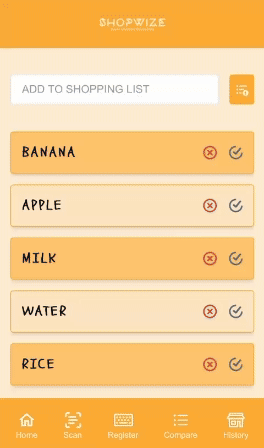 SHOPWIZE
ADD TO SHOPPING LIST
BANANA
APPLE
MILK
WATER
RICE
Home Scan Register Compare History